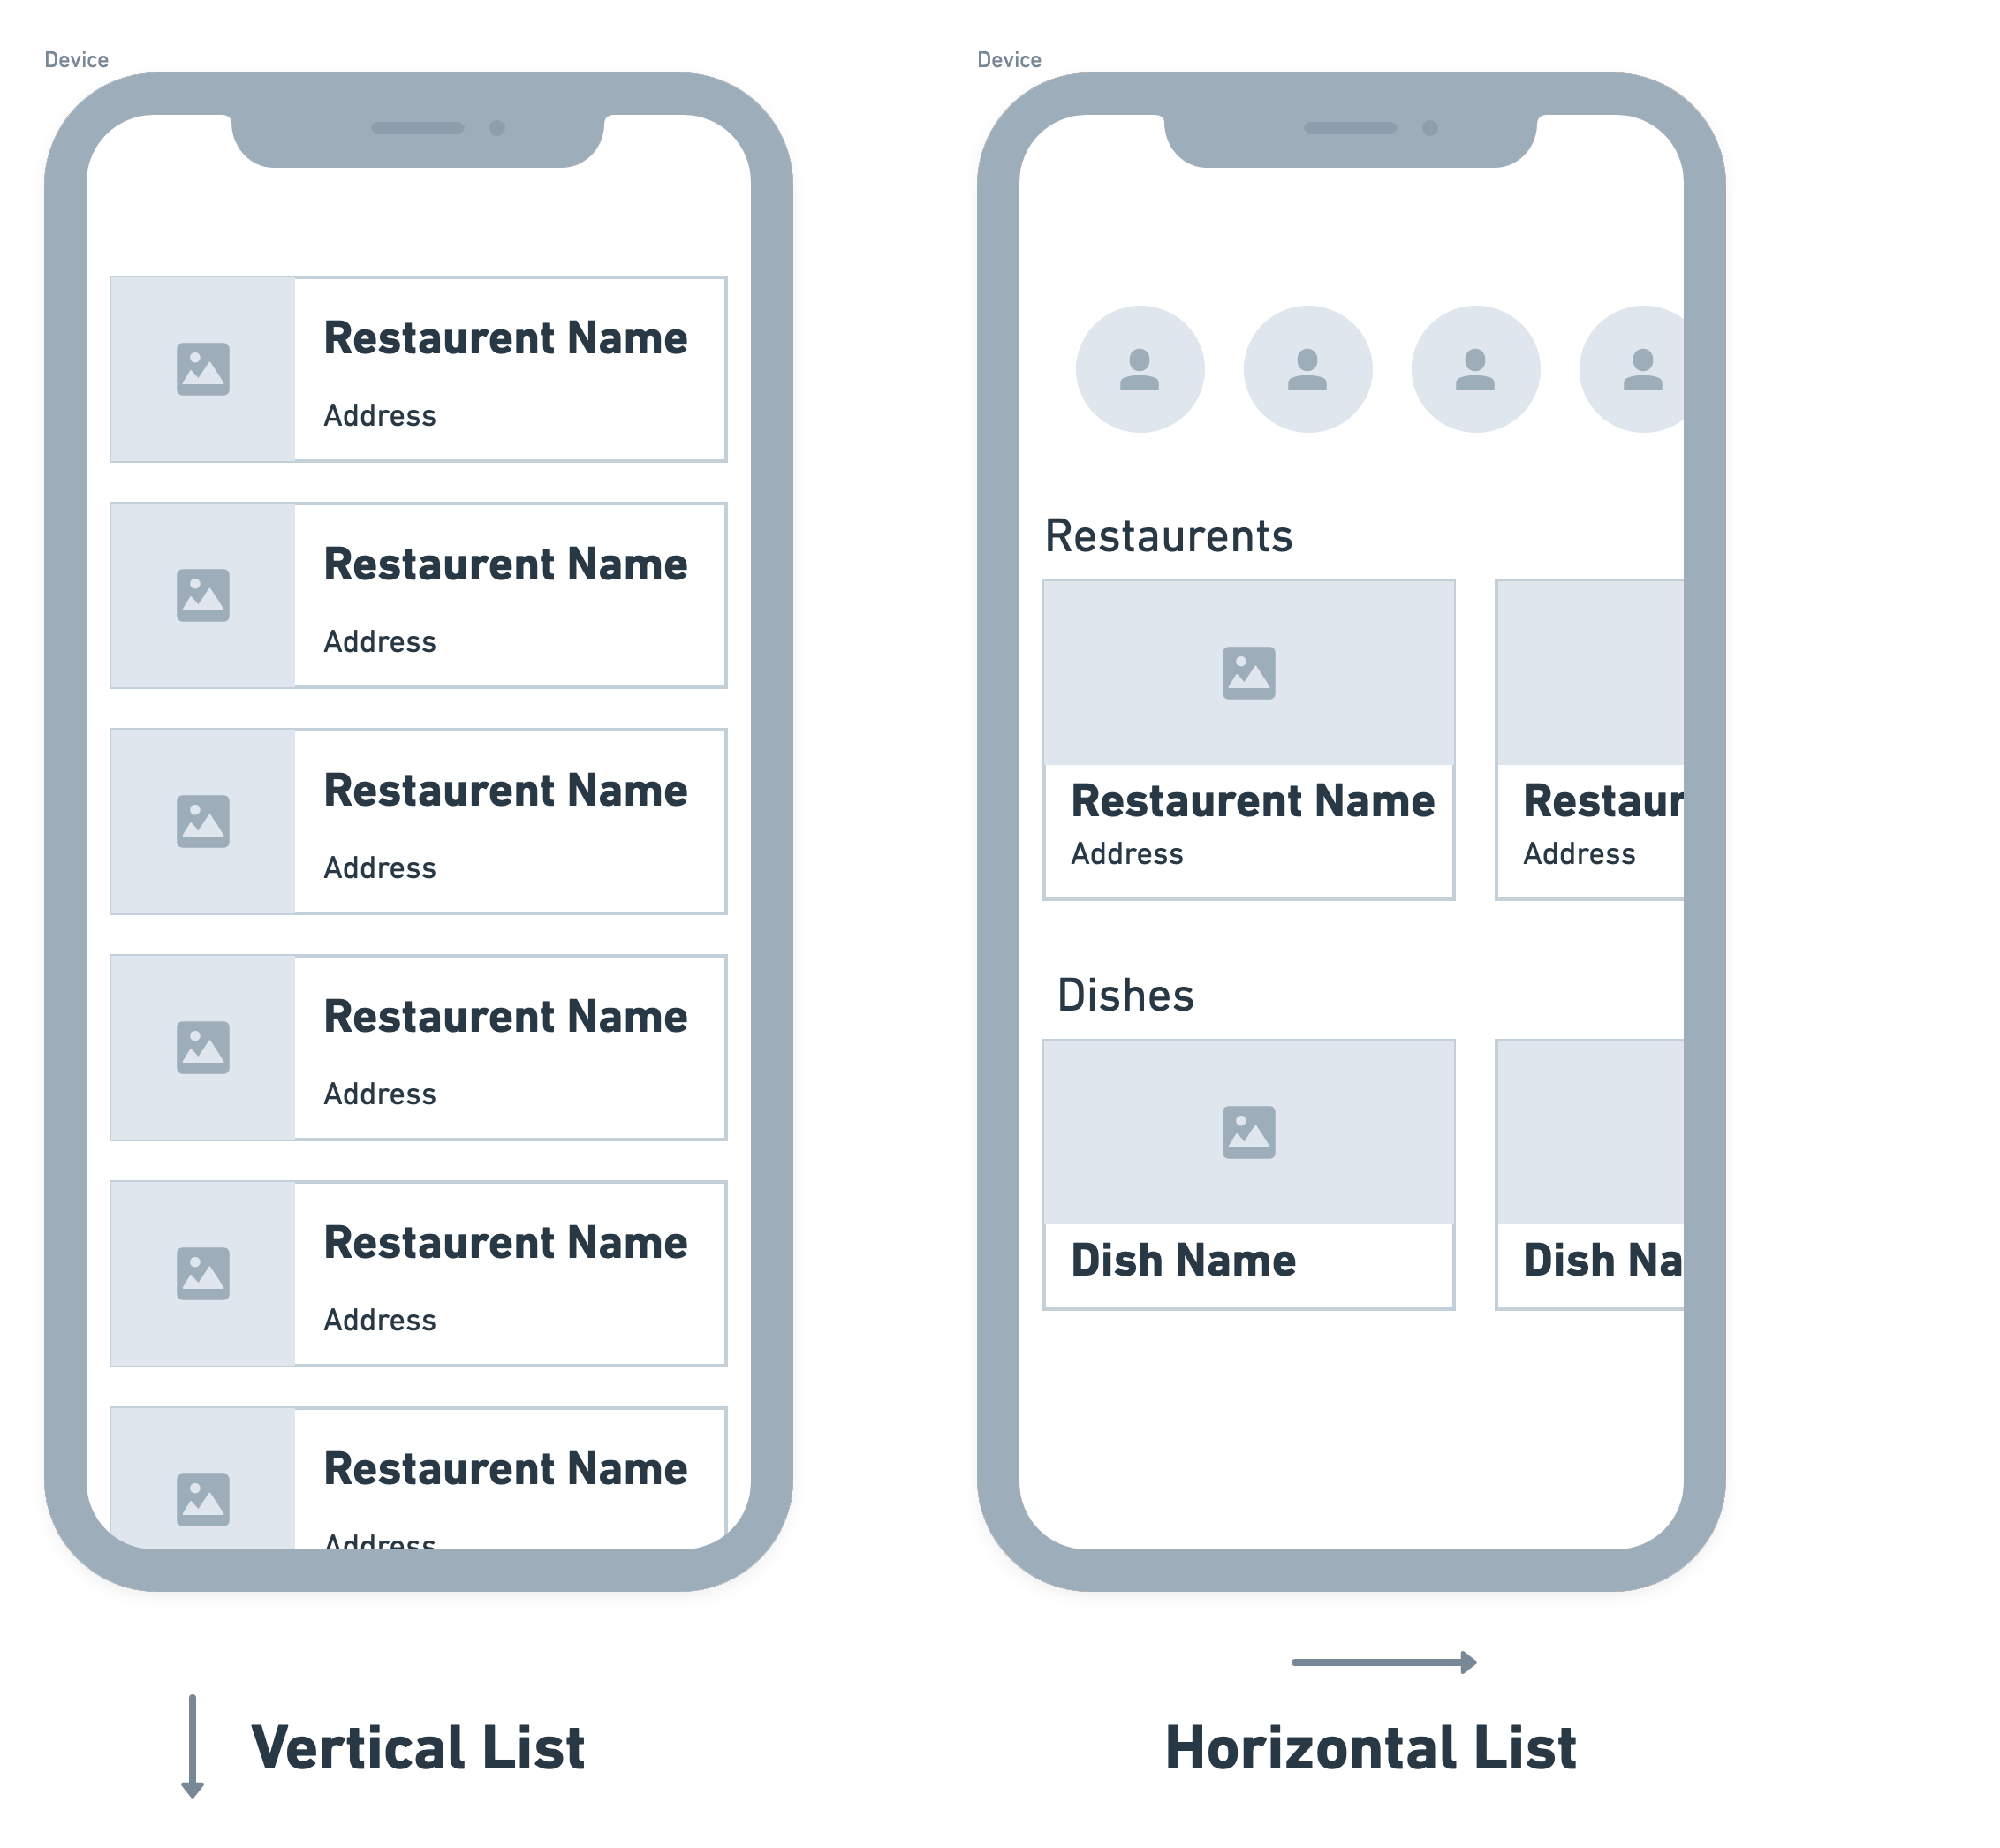 Device
Restaurent Name
Address
Restaurent Name
Address
Restaurent Name
Address
Restaurent Name
Address
Restaurent Name
Address
Restaurent Name
Address
Vertical List
Device
Restaurents
Restaurent Name
Address
Restaur
Address
Dishes
Dish Name
Dish Na
Horizontal List